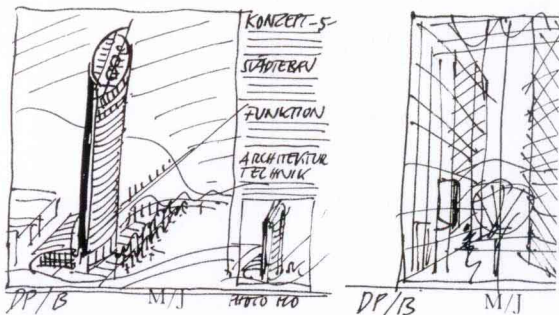 KONZEPT-5
STÄDTEBAU
FUNKTION
ARCHITEKTUR
TECHNIK
DP/B
M/J
DP/B
M/J